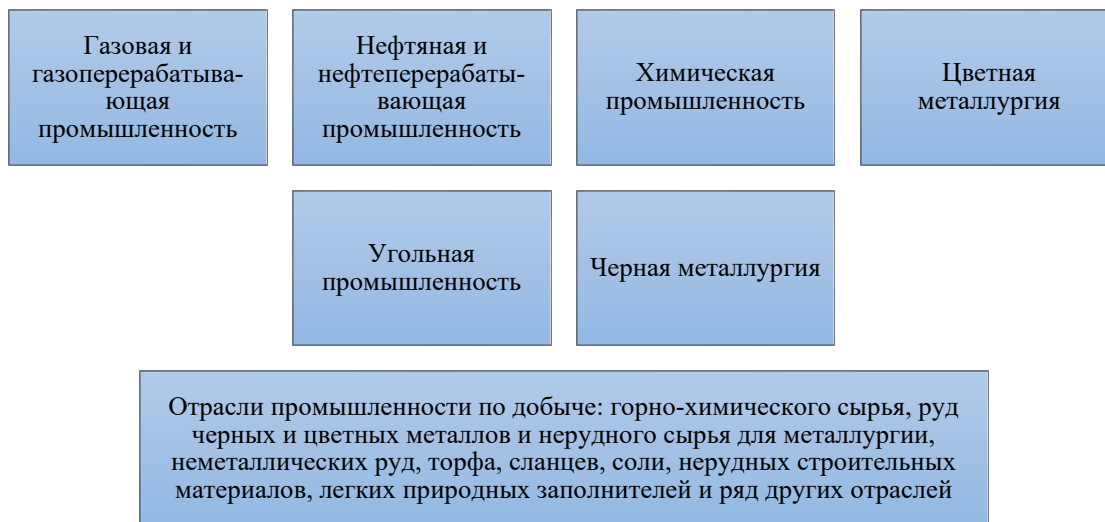 Газовая и
газоперерабатыва-
ющая
промышленность
Нефтяная и
нефтеперерабаты-
вающая
промышленность
Химическая
промышленность
Цветная
металлургия
Угольная
промышленность
Черная металлургия
Отрасли промышленности по добыче: горно-химического сырья, руд
черных и цветных металлов и нерудного сырья для металлургии,
неметаллических руд, торфа, сланцев, соли, нерудных строительных
материалов, легких природных заполнителей и ряд других отраслей